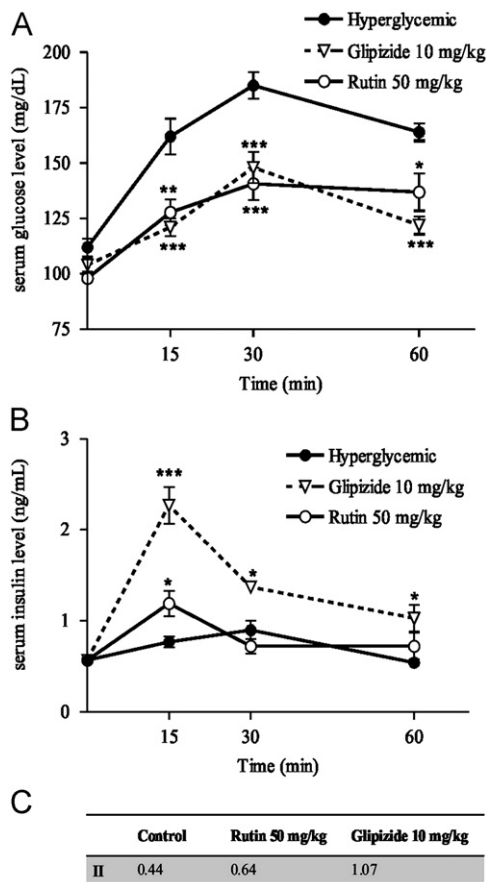 A
Hyperglycemic
Glipizide 10 mg/kg
Rutin 50 mg/kg
serum glucose level (mg/dL)
200
175
150
125
100
75
***
*
**
***
***
***
15
30
60
Time (min)
B
Hyperglycemic
Glipizide 10 mg/kg
Rutin 50 mg/kg
serum insulin level (ng/mL)
3
2
1
0
***
*
*
*
15
30
60
Time (min)
C
Control Rutin 50 mg/kg Glipizide 10 mg/kg
II 0.44 0.64 1.07